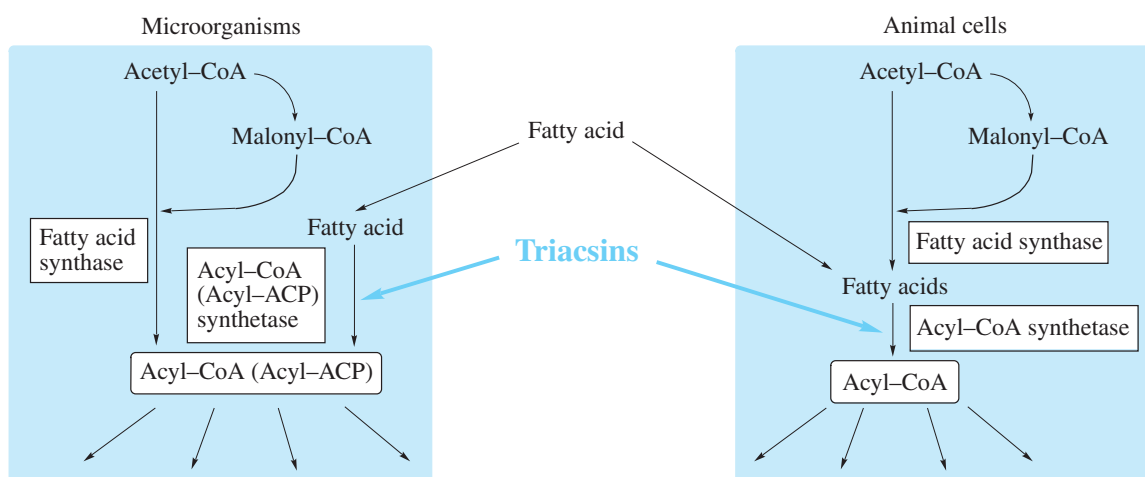 Microorganisms
Acetyl–CoA
Malonyl–CoA
Fatty acid
Fatty acid
synthase
Acyl–CoA
(Acyl–ACP)
synthetase
Acyl–CoA (Acyl–ACP)
Fatty acid
Triacsins
Animal cells
Acetyl–CoA
Malonyl–CoA
Fatty acid synthase
Fatty acids
Acyl–CoA synthetase
Acyl–CoA